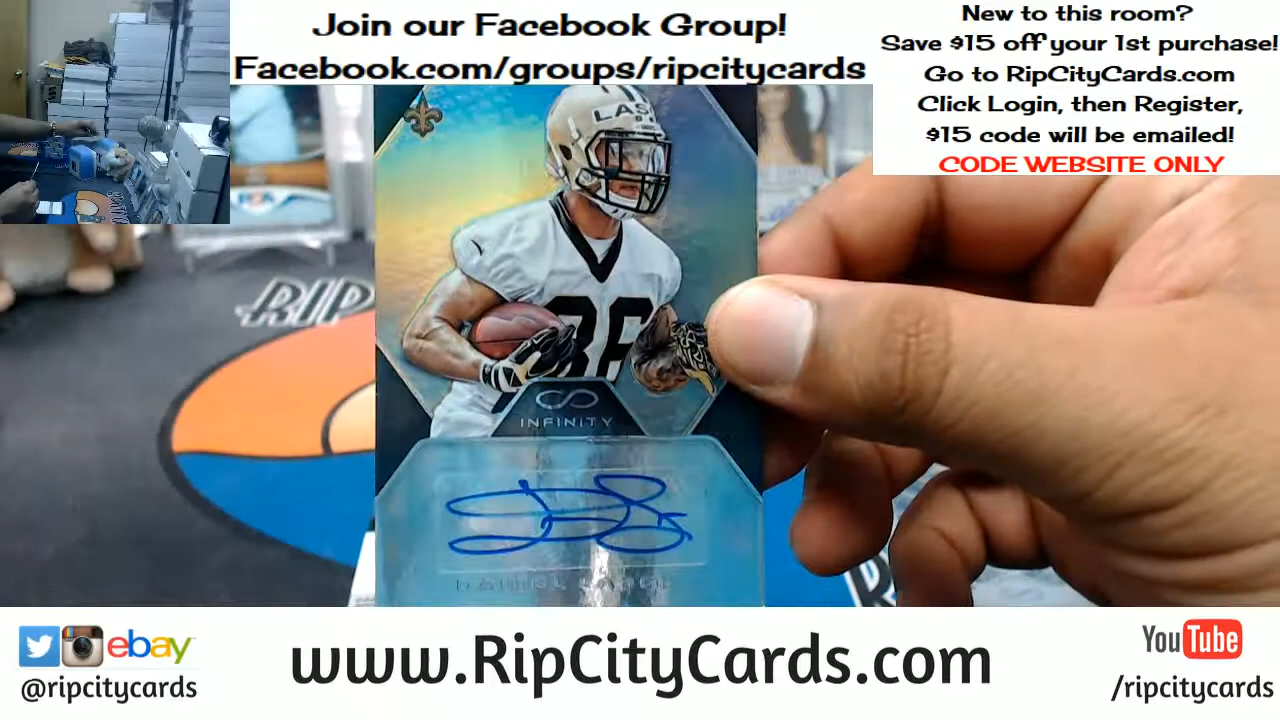 Join our Facebook Group!
Facebook.com/groups/ripcitycards
New to this room?
Save $15 off your 1st purchase!
Go to RipCityCards.com
Click Login, then Register,
$15 code will be emailed!
CODE WEBSITE ONLY
RIP
INFINITY
ebay
@ripcitycards
www.RipCityCards.com
YouTube
/ripcitycards